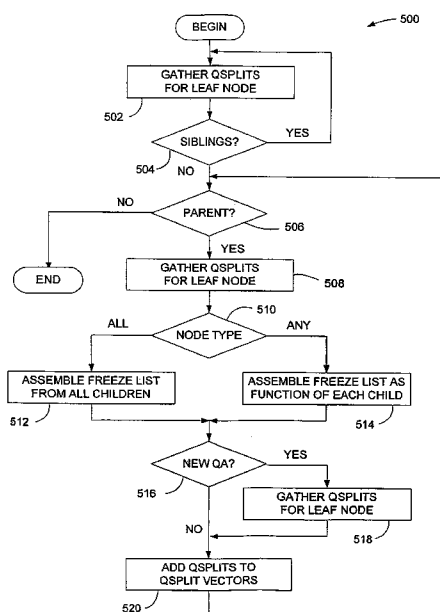 500
BEGIN
GATHER QSPLITS
FOR LEAF NODE
502
SIBLINGS?
YES
504
NO
PARENT?
NO
506
YES
END
GATHER QSPLITS
FOR LEAF NODE
508
510
NODE TYPE
ALL
ANY
ASSEMBLE FREEZE LIST
FROM ALL CHILDREN
512
ASSEMBLE FREEZE LIST AS
FUNCTION OF EACH CHILD
514
NEW QA?
YES
516
GATHER QSPLITS
FOR LEAF NODE
518
NO
ADD QSPLITS TO
QSPLIT VECTORS
520